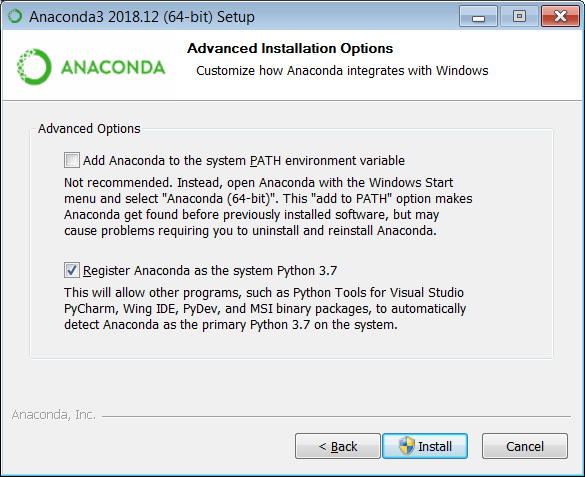 Anaconda3 2018.12 (64-bit) Setup
Advanced Installation Options
Customize how Anaconda integrates with Windows
ANACONDA
Advanced Options
Add Anaconda to the system PATH environment variable
Not recommended. Instead, open Anaconda with the Windows Start
menu and select "Anaconda (64-bit)". This "add to PATH" option makes
Anaconda get found before previously installed software, but may
cause problems requiring you to uninstall and reinstall Anaconda.
Register Anaconda as the system Python 3.7
This will allow other programs, such as Python Tools for Visual Studio
PyCharm, Wing IDE, PyDev, and MSI binary packages, to automatically
detect Anaconda as the primary Python 3.7 on the system.
Anaconda, Inc.
< Back
Install
Cancel